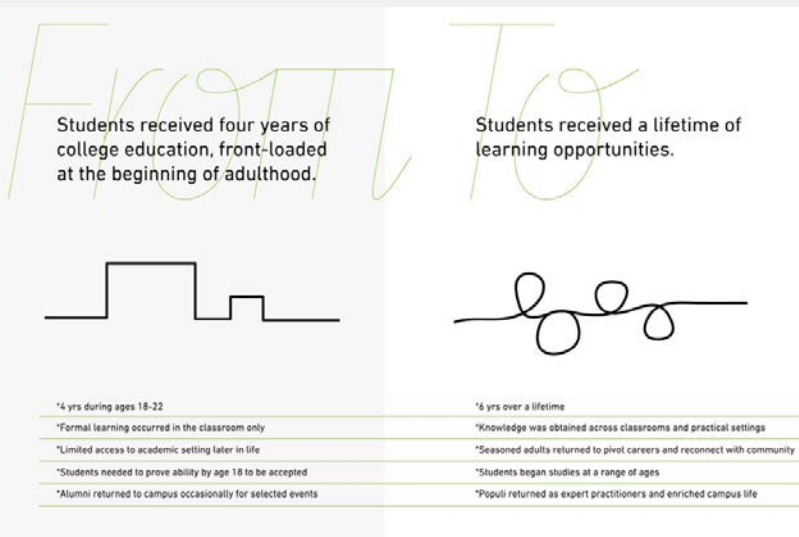 From
Students received four years of
college education, front-loaded
at the beginning of adulthood.
*4 yrs during ages 18-22
*Formal learning occurred in the classroom only
*Limited access to academic setting later in life
*Students needed to prove ability by age 18 to be accepted
*Alumni returned to campus occasionally for selected events
To
Students received a lifetime of
learning opportunities.
*6 yrs over a lifetime
*Knowledge was obtained across classrooms and practical settings
*Seasoned adults returned to pivot careers and reconnect with community
*Students began studies at a range of ages
*Populi returned as expert practitioners and enriched campus life